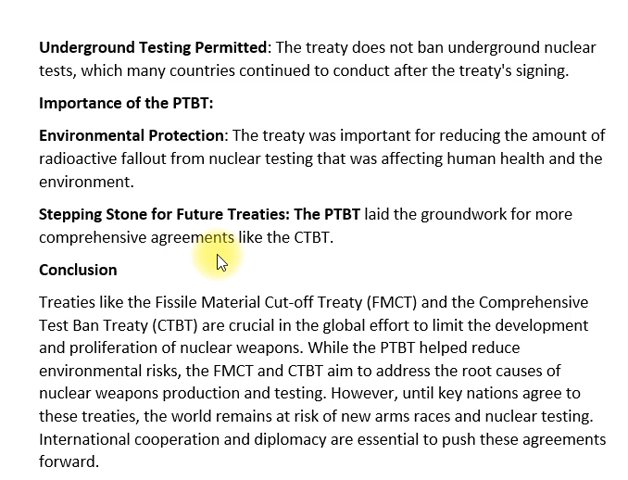 Underground Testing Permitted: The treaty does not ban underground nuclear
tests, which many countries continued to conduct after the treaty's signing.
Importance of the PTBT:
Environmental Protection: The treaty was important for reducing the amount of
radioactive fallout from nuclear testing that was affecting human health and the
environment.
Stepping Stone for Future Treaties: The PTBT laid the groundwork for more
comprehensive agreements like the CTBT.
Conclusion
Treaties like the Fissile Material Cut-off Treaty (FMCT) and the Comprehensive
Test Ban Treaty (CTBT) are crucial in the global effort to limit the development
and proliferation of nuclear weapons. While the PTBT helped reduce
environmental risks, the FMCT and CTBT aim to address the root causes of
nuclear weapons production and testing. However, until key nations agree to
these treaties, the world remains at risk of new arms races and nuclear testing.
International cooperation and diplomacy are essential to push these agreements
forward.